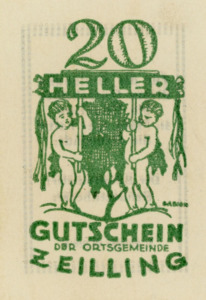 20
HELLER
GUTSCHEIN
DER ORTSGEMEINDE
ZEILLING